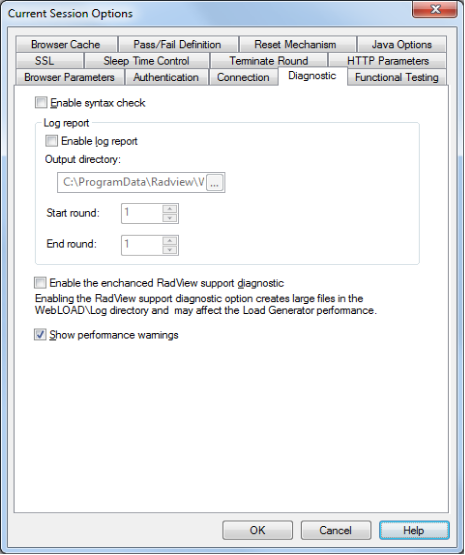 Current Session Options
Browser Cache Pass/Fail Definition Reset Mechanism Java Options
SSL Sleep Time Control Terminate Round HTTP Parameters
Browser Parameters Authentication Connection Diagnostic Functional Testing
Enable syntax check
Log report
Enable log report
Output directory:
C:\ProgramData\Radview\V ...
Start round: 1
End round: 1
Enable the enchanced RadView support diagnostic
Enabling the RadView support diagnostic option creates large files in the
WebLOAD\Log directory and may affect the Load Generator performance.
Show performance warnings
OK Cancel Help